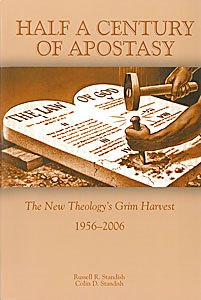 HALF A CENTURY
OF APOSTASY
THE LAW OF GOD
The New Theology's Grim Harvest
1956–2006
Russell R. Standish
Colin D. Standish